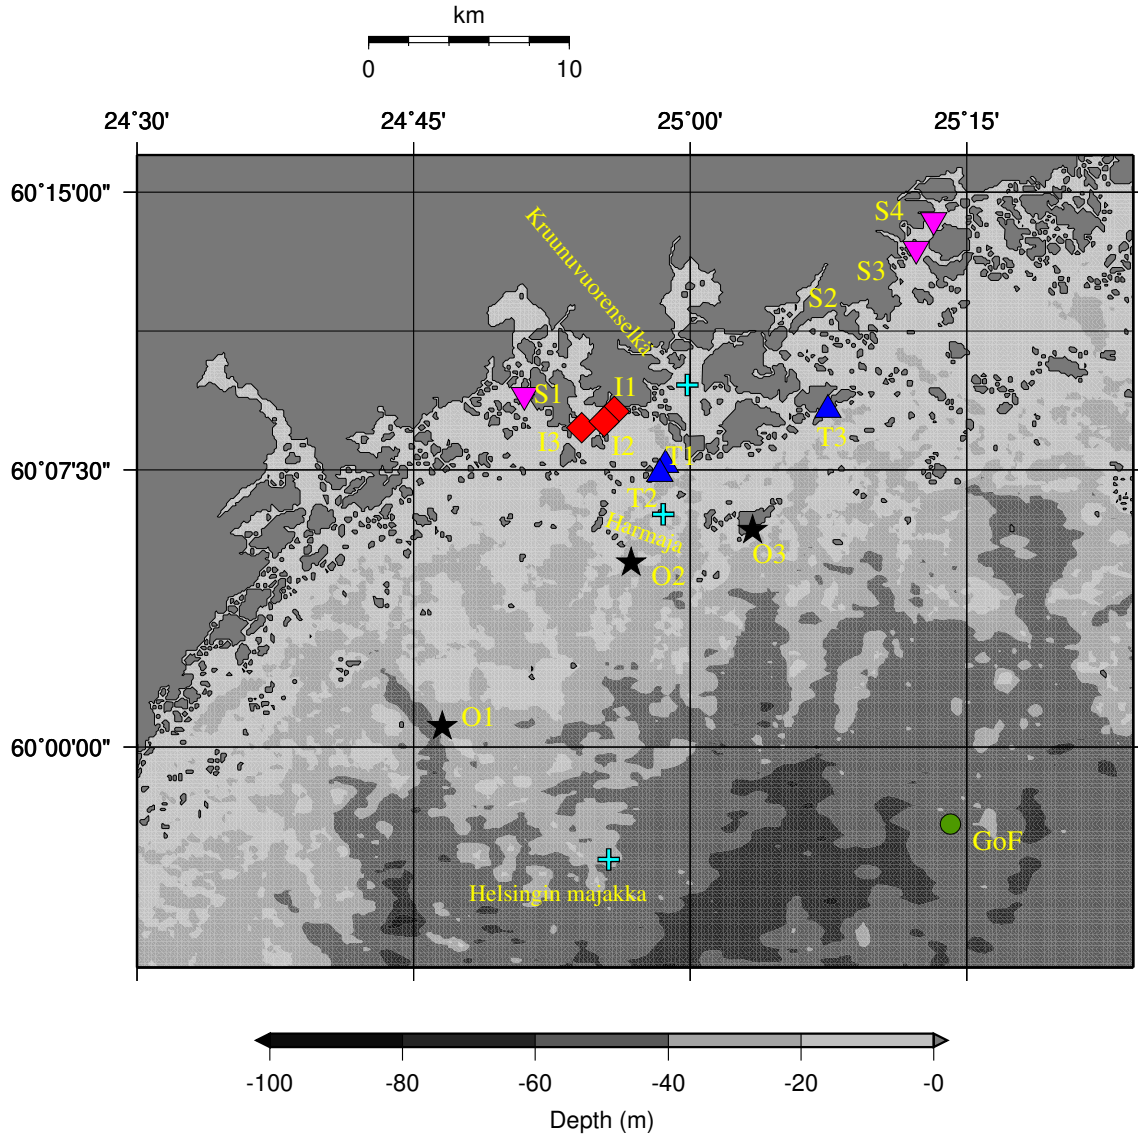 km
0 10
24˚30' 24˚45' 25˚00' 25˚15'
60˚15'00"
S4
Kruunuvuorenselkä
S3
S2
I1
S1
I3
I2
T3
T1
60˚07'30"
T2
Harmaja
O3
O2
O1
60˚00'00"
GoF
Helsingin majakka
-100 -80 -60 -40 -20 -0
Depth (m)